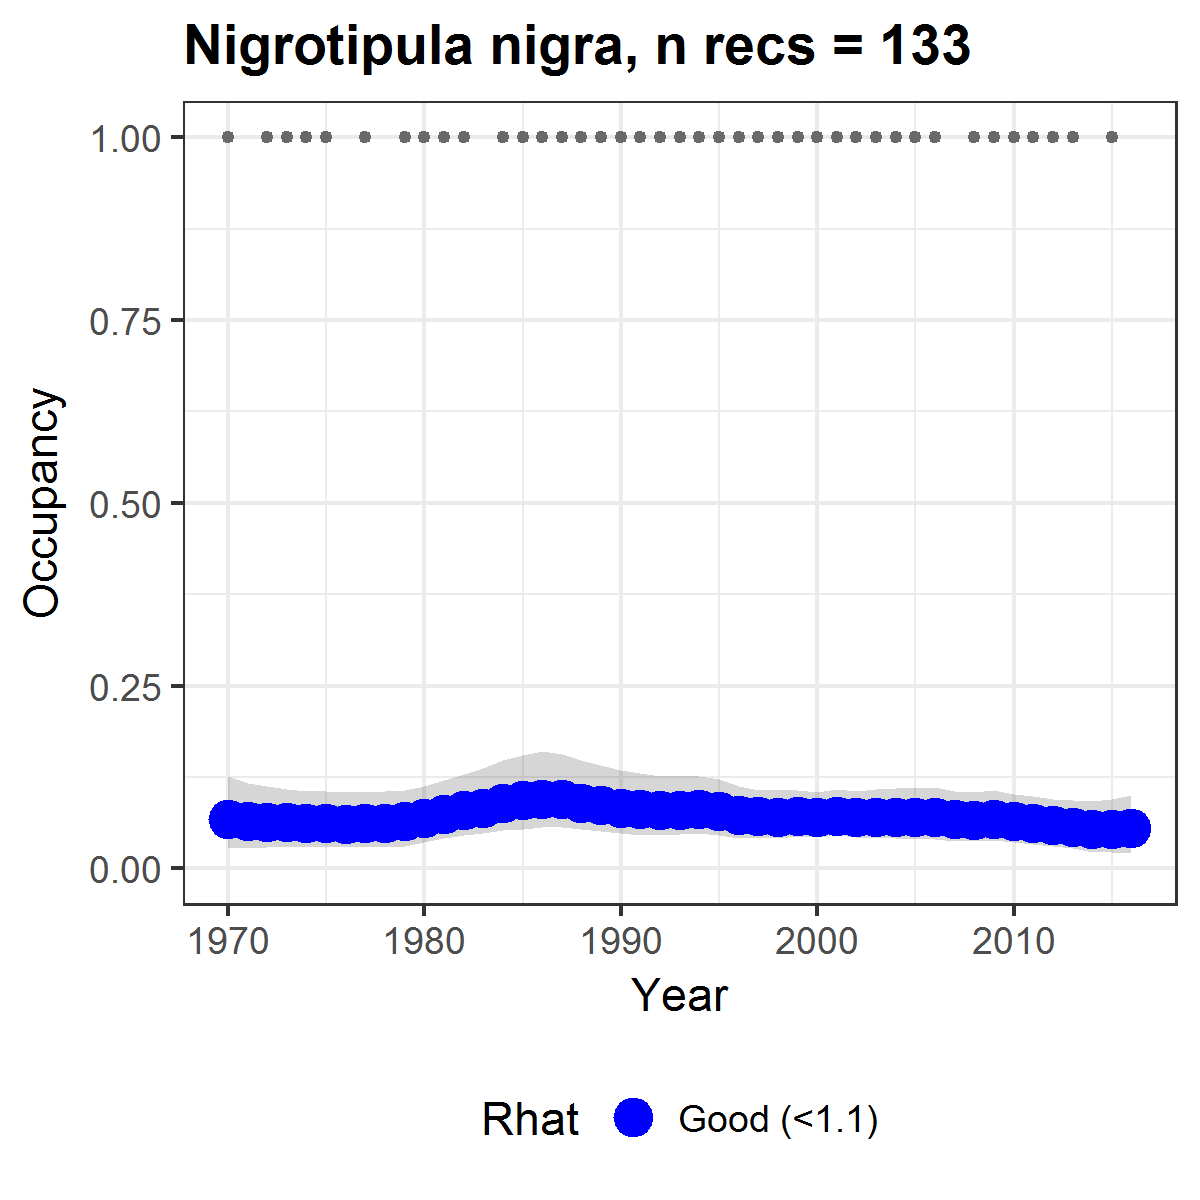 Nigrotipula nigra, n recs = 133
1.00
0.75
0.50
0.25
0.00
Occupancy
1970 1980 1990 2000 2010
Year
Rhat Good (<1.1)